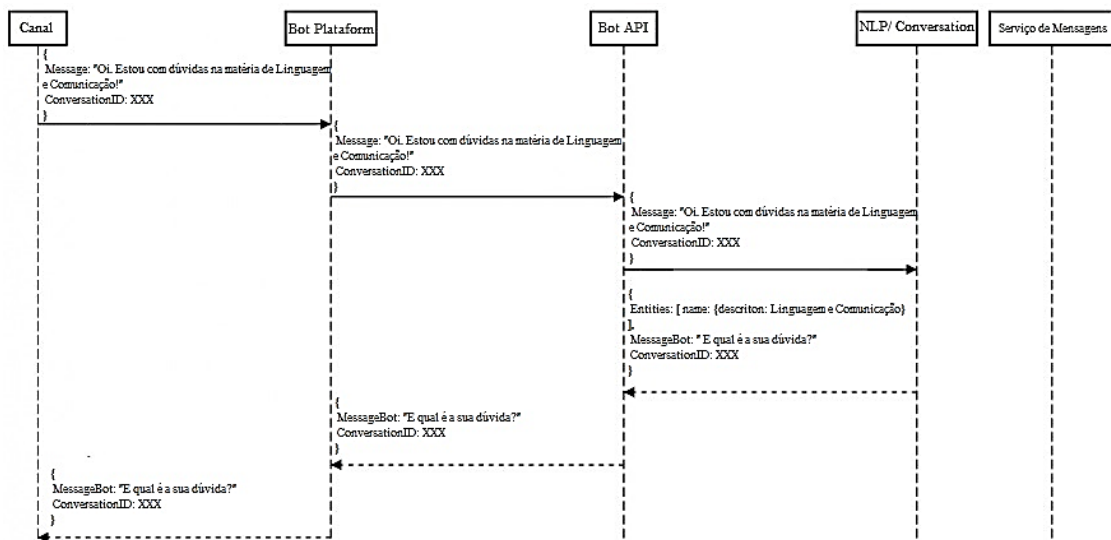 Canal
Bot Plataform
Bot API
NLP/ Conversation
Serviço de Mensagens
{
Message: "Oi. Estou com dúvidas na matéria de Linguagem
e Comunicação!"
ConversationID: XXX
}
{
Message: "Oi. Estou com dúvidas na matéria de Linguagem
e Comunicação!"
ConversationID: XXX
}
{
Message: "Oi. Estou com dúvidas na matéria de Linguagem
e Comunicação!"
ConversationID: XXX
}
{
Entities: [ name: {descriton: Linguagem e Comunicação}
],
MessageBot: " E qual é a sua dúvida?"
ConversationID: XXX
}
{
MessageBot: "E qual é a sua dúvida?"
ConversationID: XXX
}
{
MessageBot: "E qual é a sua dúvida?"
ConversationID: XXX
}